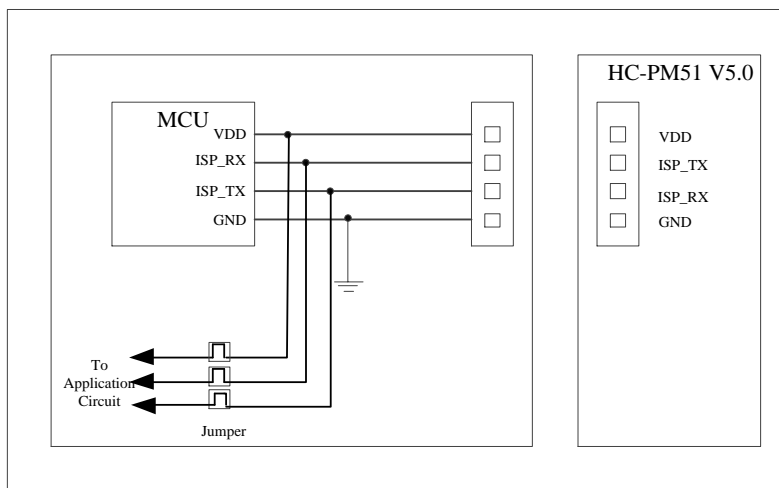 MCU
VDD
ISP_RX
ISP_TX
GND
To
Application
Circuit
Jumper
HC-PM51 V5.0
VDD
ISP_TX
ISP_RX
GND